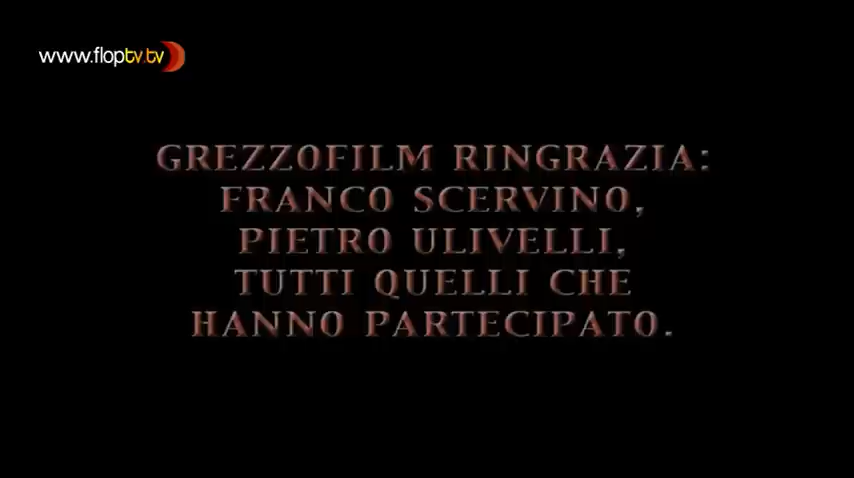 www.floptv.tv
GREZZOFILM RINGRAZIA:
FRANCO SCERVINO,
PIETRO ULIVELLI,
TUTTI QUELLI CHE
HANNO PARTECIPATO.